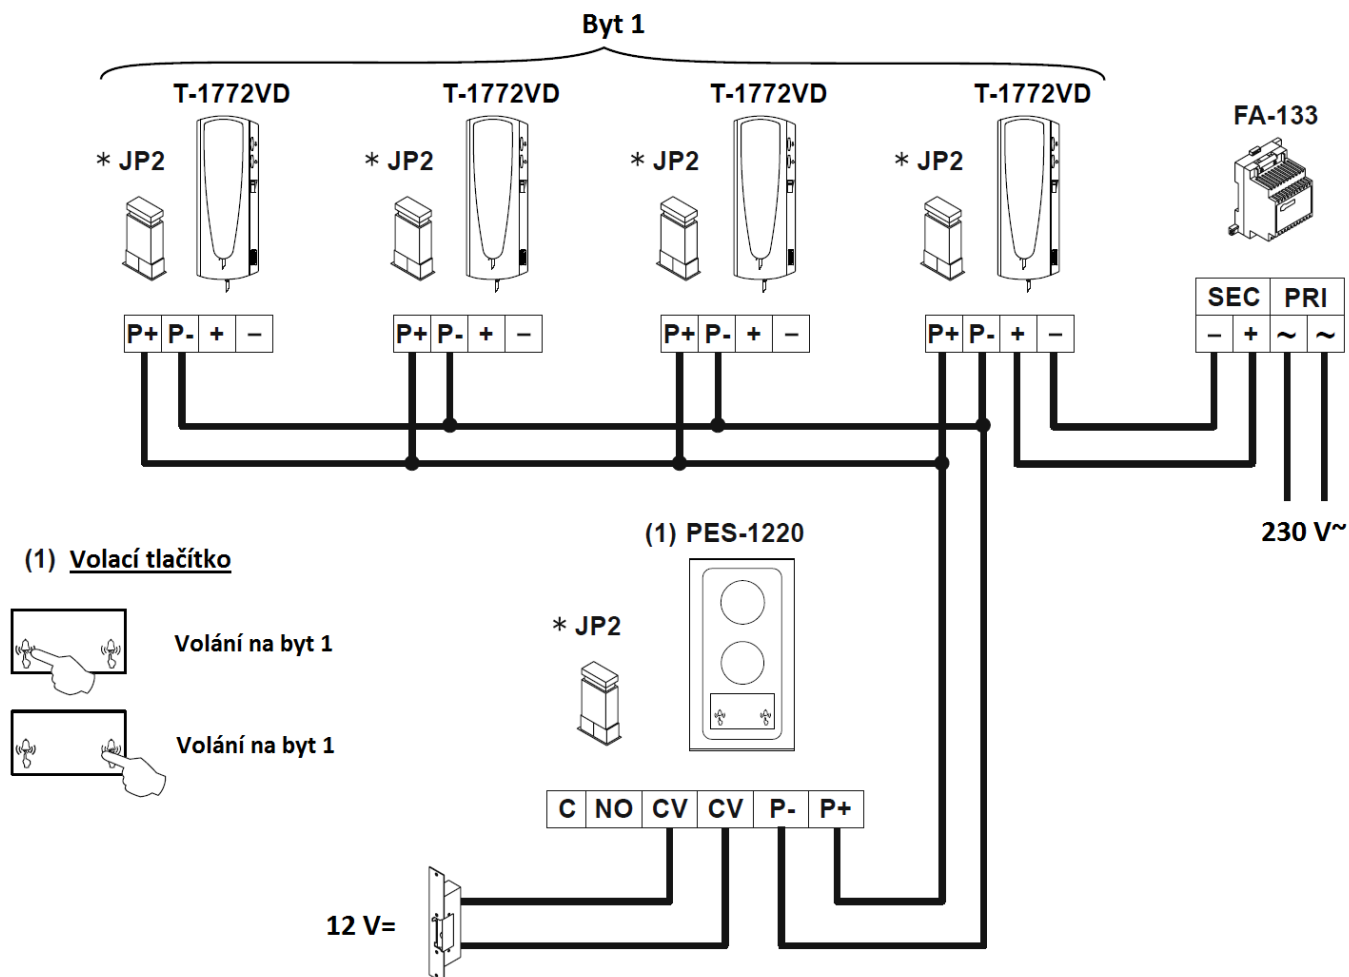 Byt 1
T-1772VD T-1772VD T-1772VD T-1772VD
FA-133
* JP2 * JP2 * JP2 * JP2
SEC PRI
P+ P- + – P+ P- + – P+ P- + – P+ P- + – – + ~ ~
230 V~
(1) PES-1220
(1) Volací tlačítko
* JP2
Volání na byt 1
Volání na byt 1
C NO CV CV P- P+
12 V=